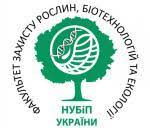 ФАКУЛЬТЕТ ЗАХИСТУ РОСЛИН, БІОТЕХНОЛОГІЙ ТА ЕКОЛОГІЇ
НУБіП
УКРАЇНИ